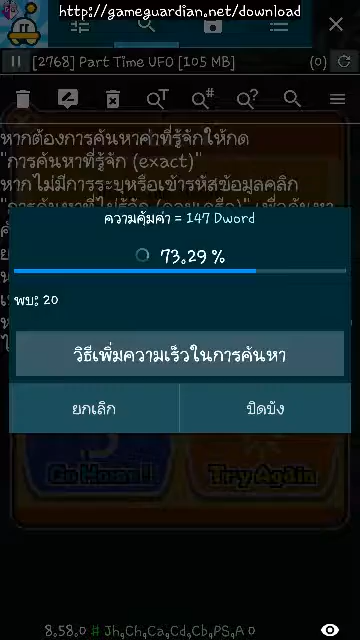 http://gameguardian.net/download
[2768] Part Time UFO [105 MB]
(0)
หากต้องการค้นหาค่าที่รู้จักให้กด
"การค้นหาที่รู้จัก (exact)"
หากไม่มีการระบุหรือเข้ารหัสข้อมูลคลิก
ความคุ้มค่า = 147 Dword
73.29 %
พบ: 20
วิธีเพิ่มความเร็วในการค้นหา
ยกเลิก
ปิดบัง
Go Home!!
Try Again
8.58.0 # Jh,Ch,Ca,Cd,Cb,PS,A 0